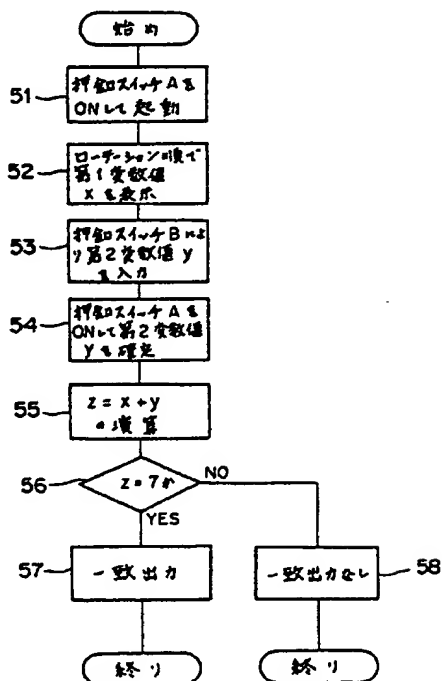 始め
51
押釦スイッチAを
ONして起動
52
ローテーション順で
第1変数値
xを表示
53
押釦スイッチBによ
り第2変数値y
を入力
54
押釦スイッチAを
ONして第2変数値
yを確定
55
z = x + y
の演算
56
z = 7か
NO
YES
57
一致出力
一致出力なし
58
終り
終り